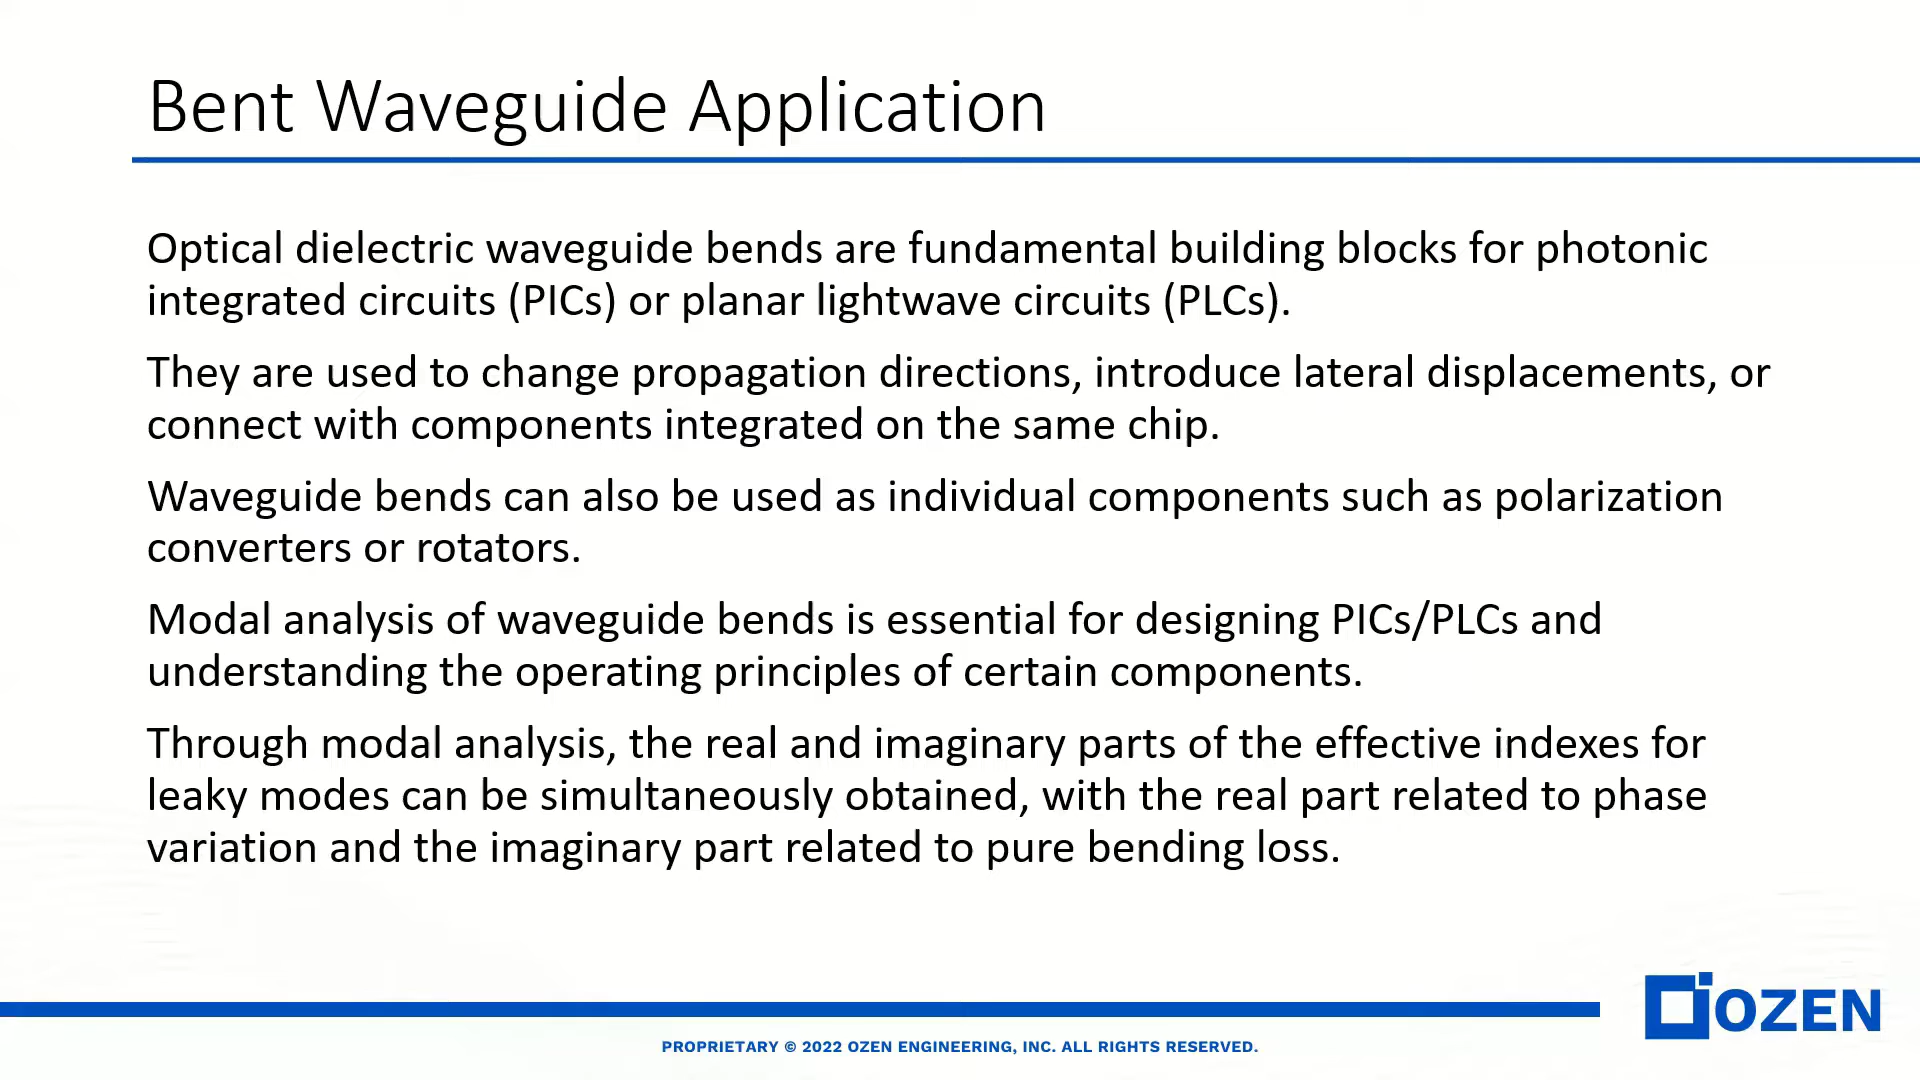 Bent Waveguide Application
Optical dielectric waveguide bends are fundamental building blocks for photonic
integrated circuits (PICs) or planar lightwave circuits (PLCs).
They are used to change propagation directions, introduce lateral displacements, or
connect with components integrated on the same chip.
Waveguide bends can also be used as individual components such as polarization
converters or rotators.
Modal analysis of waveguide bends is essential for designing PICs/PLCs and
understanding the operating principles of certain components.
Through modal analysis, the real and imaginary parts of the effective indexes for
leaky modes can be simultaneously obtained, with the real part related to phase
variation and the imaginary part related to pure bending loss.
OZEN
PROPRIETARY © 2022 OZEN ENGINEERING, INC. ALL RIGHTS RESERVED.